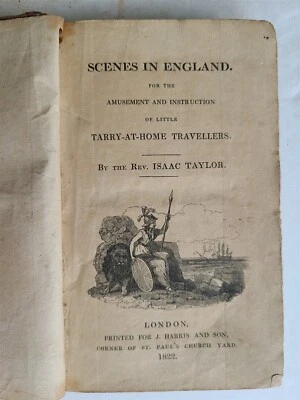 SCENES IN ENGLAND.
FOR THE
AMUSEMENT AND INSTRUCTION
OF LITTLE
TARRY-AT-HOME TRAVELLERS.
BY THE REV. ISAAC TAYLOR.
LONDON,
PRINTED FOR J. HARRIS AND SON,
CORNER OF ST. PAUL'S CHURCH YARD.
1822.